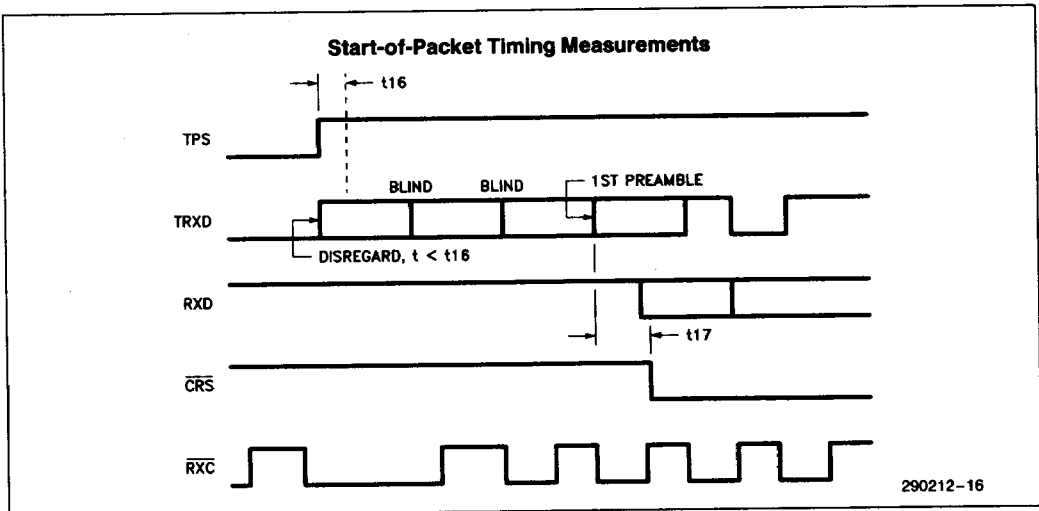 Start-of-Packet Timing Measurements
t16
TPS
BLIND BLIND 1ST PREAMBLE
TRXD
DISREGARD, t < t16
RXD
t17
CRS
RXC
290212-16